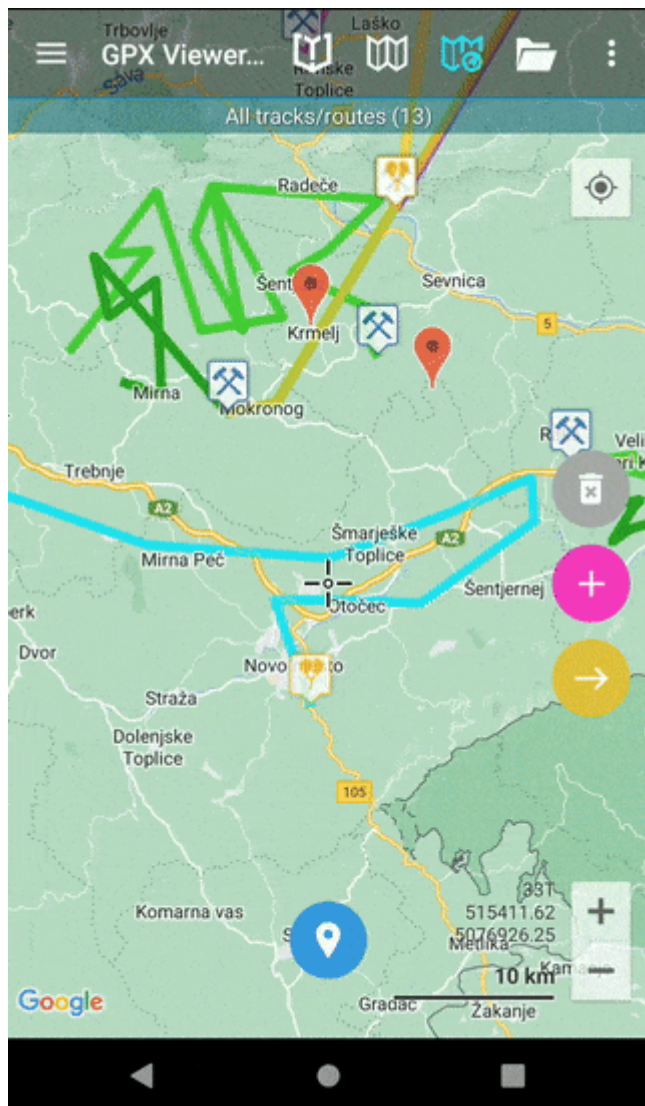 Trbovlje
Laško
GPX Viewer...
Rimske
Toplice
Sava
All tracks/routes (13)
Radeče
Sevnica
Krmelj
5
Mirna
Mokronog
Trebnje
A2
Šmarješke
Toplice
A2
Mirna Peč
Šentjernej
Otočec
Dvor
Straža
Dolenjske
Toplice
105
Komarna vas
33T
515411.62
5076926.25
Metlika
10 km
Google
Gradac
Žakanje